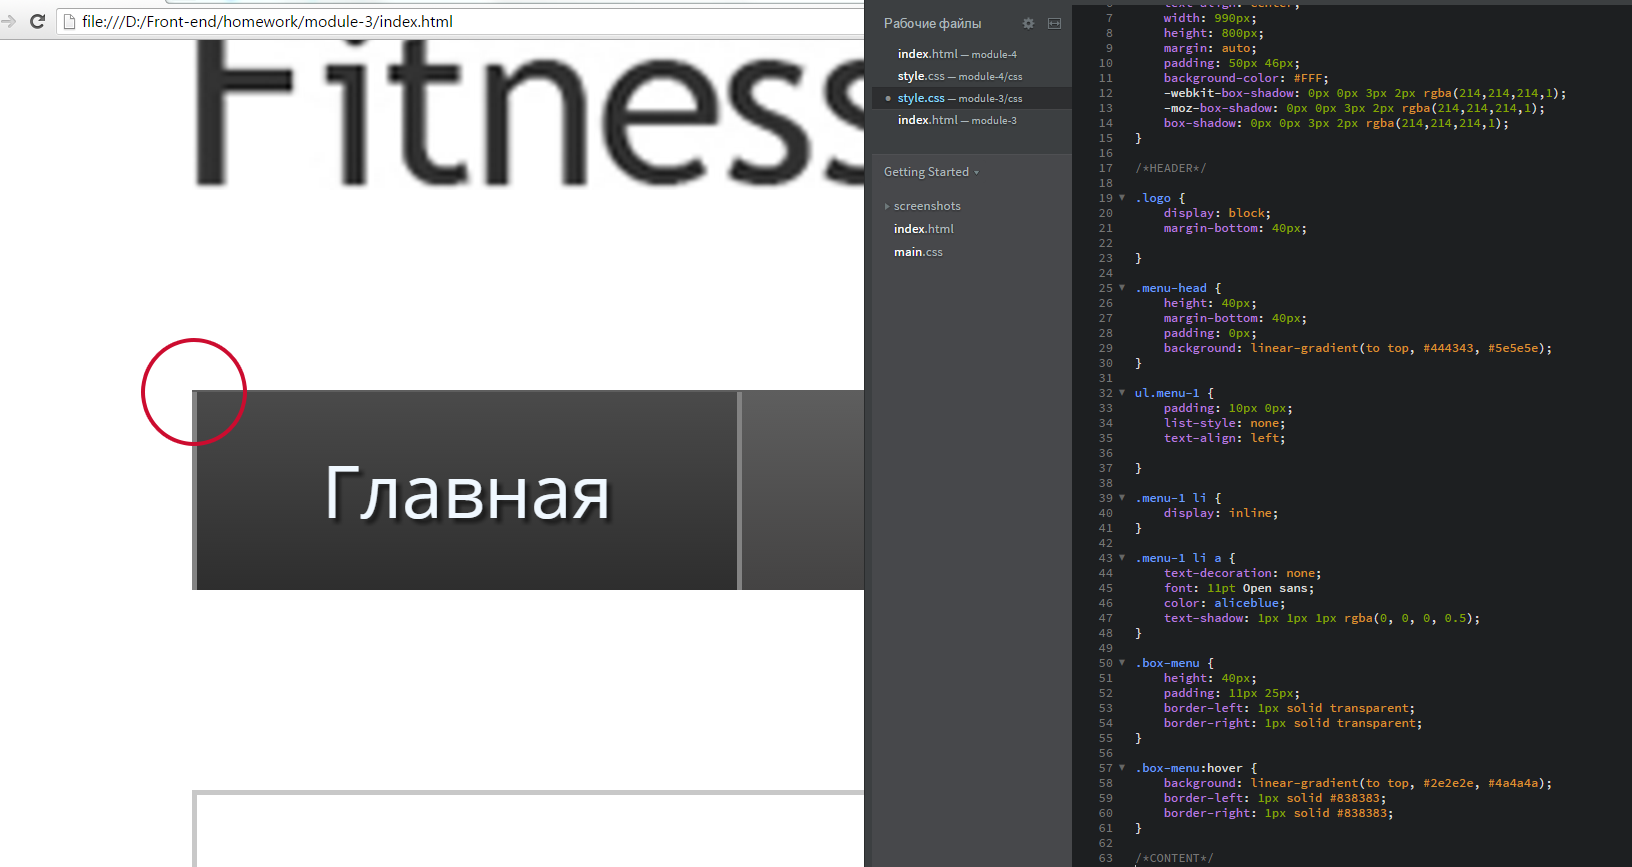 file:///D:/Front-end/homework/module-3/index.html
Fitness
Главная
Рабочие файлы
index.html — module-4
style.css — module-4/css
style.css — module-3/css
index.html — module-3
Getting Started
screenshots
index.html
main.css
6 text-align: center;
7 width: 990px;
8 height: 800px;
9 margin: auto;
10 padding: 50px 46px;
11 background-color: #FFF;
12 -webkit-box-shadow: 0px 0px 3px 2px rgba(214,214,214,1);
13 -moz-box-shadow: 0px 0px 3px 2px rgba(214,214,214,1);
14 box-shadow: 0px 0px 3px 2px rgba(214,214,214,1);
15 }
16
17 /*HEADER*/
18
19 .logo {
20 display: block;
21 margin-bottom: 40px;
22
23 }
24
25 .menu-head {
26 height: 40px;
27 margin-bottom: 40px;
28 padding: 0px;
29 background: linear-gradient(to top, #444343, #5e5e5e);
30 }
31
32 ul.menu-1 {
33 padding: 10px 0px;
34 list-style: none;
35 text-align: left;
36
37 }
38
39 .menu-1 li {
40 display: inline;
41 }
42
43 .menu-1 li a {
44 text-decoration: none;
45 font: 11pt Open sans;
46 color: aliceblue;
47 text-shadow: 1px 1px 1px rgba(0, 0, 0, 0.5);
48 }
49
50 .box-menu {
51 height: 40px;
52 padding: 11px 25px;
53 border-left: 1px solid transparent;
54 border-right: 1px solid transparent;
55 }
56
57 .box-menu:hover {
58 background: linear-gradient(to top, #2e2e2e, #4a4a4a);
59 border-left: 1px solid #838383;
60 border-right: 1px solid #838383;
61 }
62
63 /*CONTENT*/